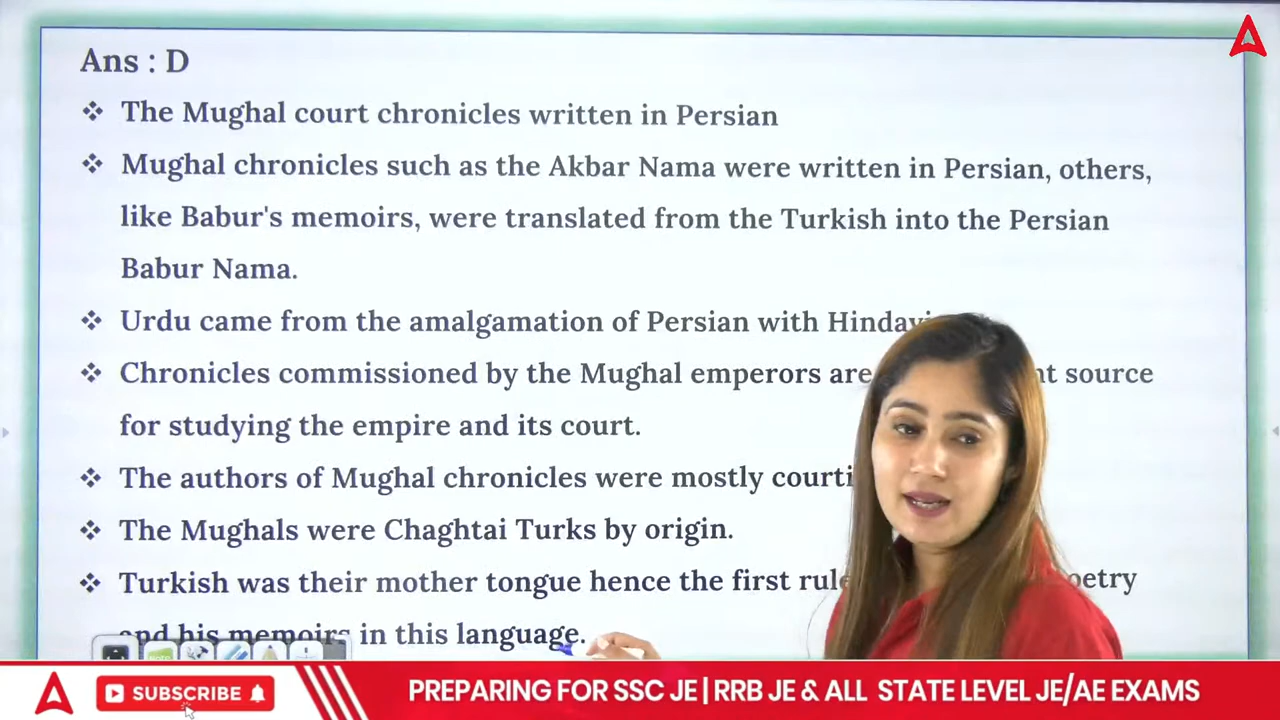 Ans : D
❖ The Mughal court chronicles written in Persian
❖ Mughal chronicles such as the Akbar Nama were written in Persian, others,
like Babur's memoirs, were translated from the Turkish into the Persian
Babur Nama.
❖ Urdu came from the amalgamation of Persian with
❖ Chronicles commissioned by the Mughal emperors are source
for studying the empire and its court.
❖ The authors of Mughal chronicles were mostly
❖ The Mughals were Chaghtai Turks by origin.
❖ Turkish was their mother tongue hence the first
and his memoirs in this language.
SUBSCRIBE
PREPARING FOR SSC JE | RRB JE & ALL STATE LEVEL JE/AE EXAMS